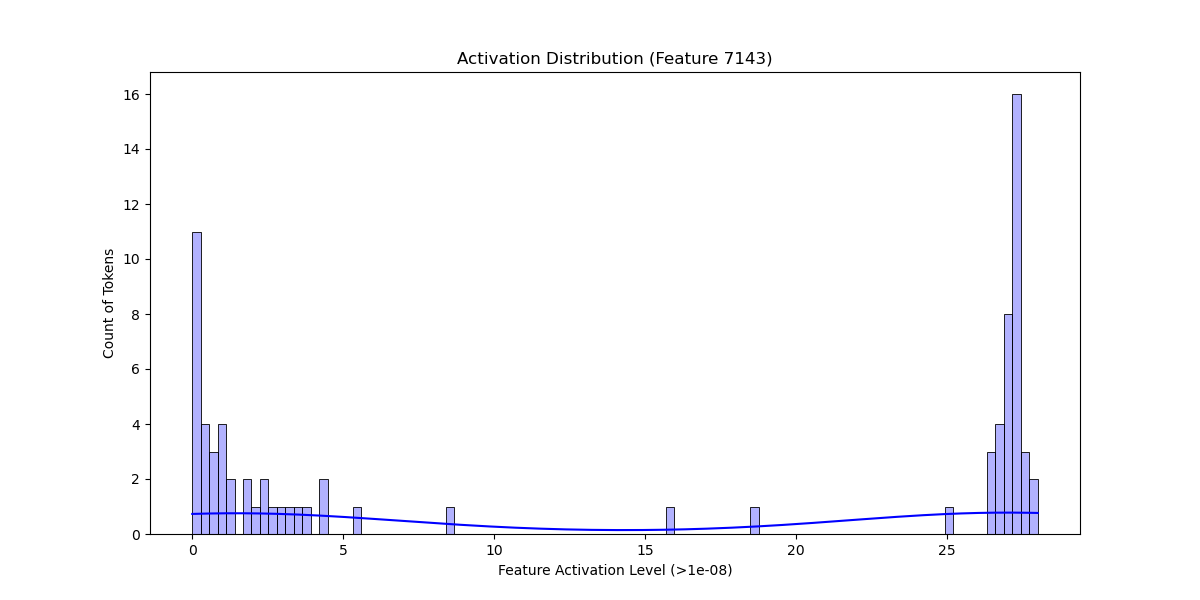 Activation Distribution (Feature 7143)
16
14
12
10
8
6
4
2
0
Count of Tokens
0 5 10 15 20 25
Feature Activation Level (>1e-08)